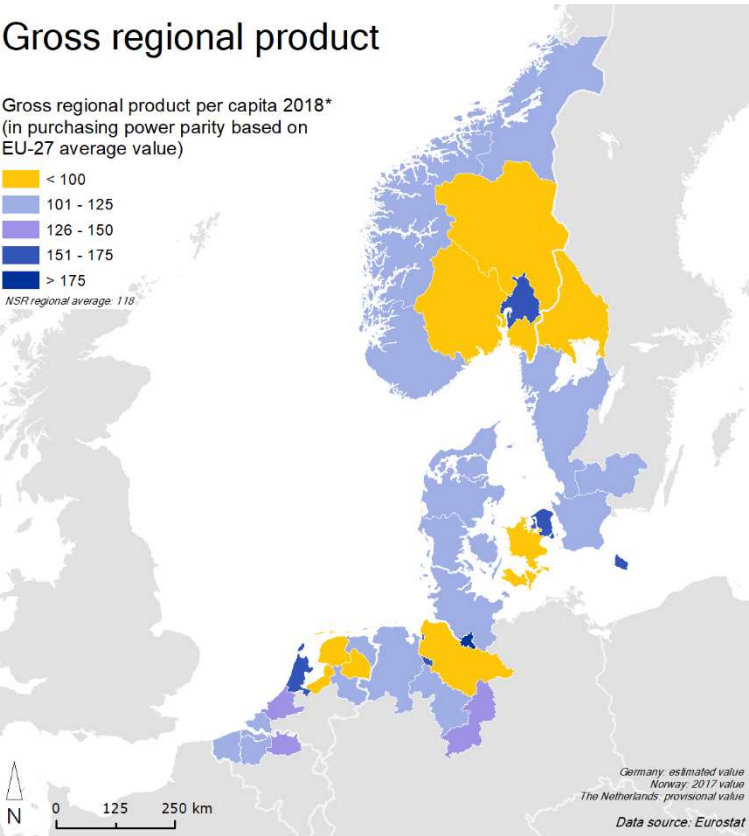 Gross regional product
Gross regional product per capita 2018*
(in purchasing power parity based on
EU-27 average value)
< 100
101 - 125
126 - 150
151 - 175
> 175
NSR regional average: 118
N
0 125 250 km
Germany: estimated value
Norway: 2017 value
The Netherlands: provisional value
Data source: Eurostat